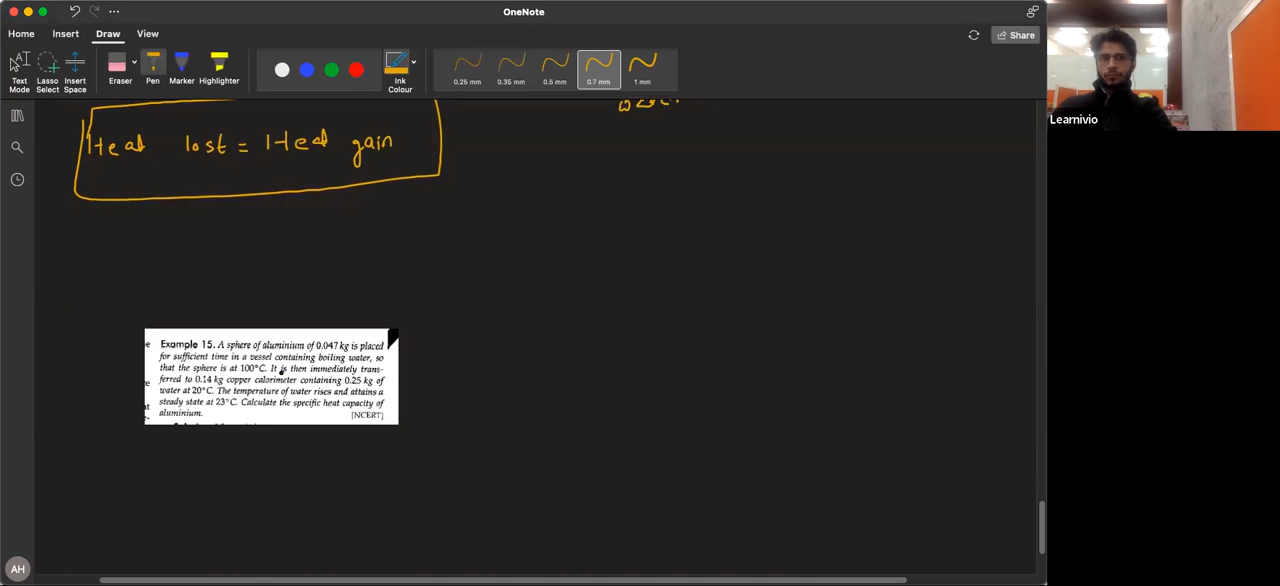 OneNote
Home Insert Draw View
Share
Text Mode
Lasso Select
Insert Space
Eraser
Pen
Marker
Highlighter
Ink Colour
0.25 mm
0.35 mm
0.5 mm
0.7 mm
1 mm
Learnivio
Heat lost = Heat gain
Example 15. A sphere of aluminium of 0.047 kg is placed
for sufficient time in a vessel containing boiling water, so
that the sphere is at 100°C. It is then immediately trans-
ferred to 0.14 kg copper calorimeter containing 0.25 kg of
water at 20°C. The temperature of water rises and attains a
steady state at 23°C. Calculate the specific heat capacity of
aluminium. [NCERT]
AH